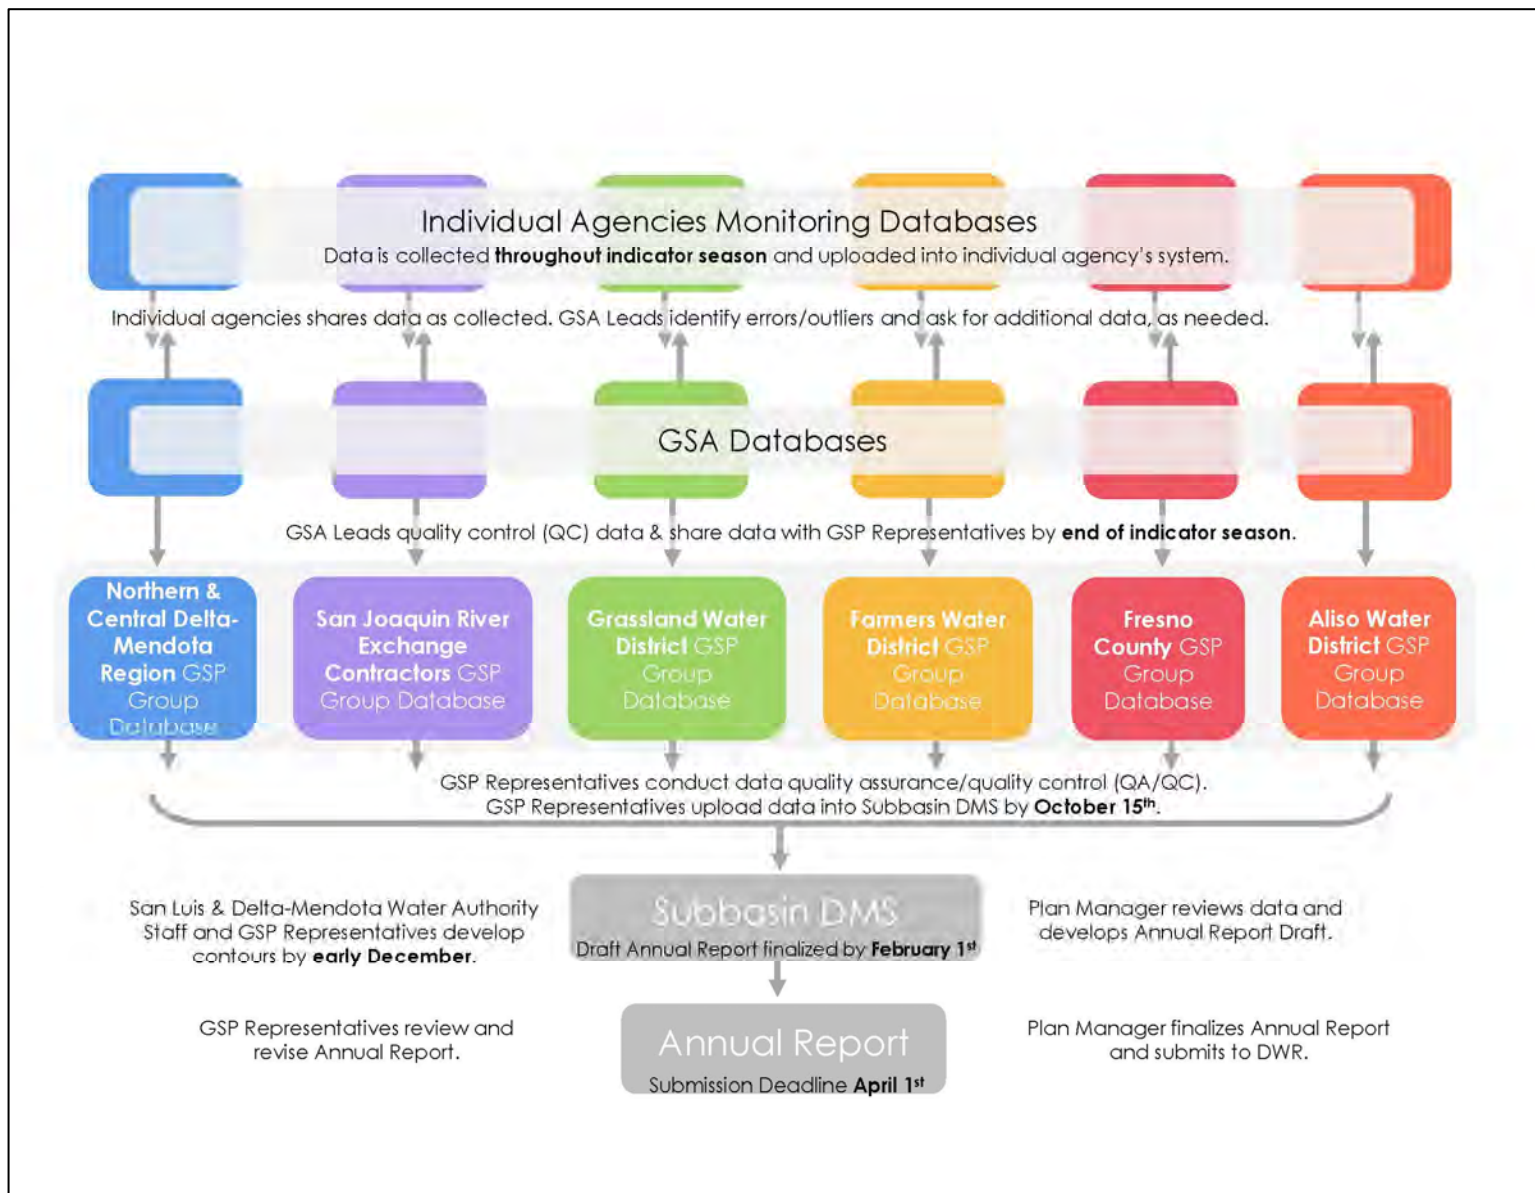 Individual Agencies Monitoring Databases
Data is collected throughout indicator season and uploaded into individual agency's system.
Individual agencies shares data as collected. GSA Leads identify errors/outliers and ask for additional data, as needed.
GSA Databases
GSA Leads quality control (QC) data & share data with GSP Representatives by end of indicator season.
Northern &
Central Delta-
Mendota
Region GSP
Group
Database
San Joaquin River
Exchange
Contractors GSP
Group Database
Grassland Water
District GSP
Group
Database
Farmers Water
District GSP
Group
Database
Fresno
County GSP
Group
Database
Aliso Water
District GSP
Group
Database
GSP Representatives conduct data quality assurance/quality control (QA/QC).
GSP Representatives upload data into Subbasin DMS by October 15th.
San Luis & Delta-Mendota Water Authority
Staff and GSP Representatives develop
contours by early December.
Subbasin DMS
Draft Annual Report finalized by February 1st
Plan Manager reviews data and
develops Annual Report Draft.
GSP Representatives review and
revise Annual Report.
Annual Report
Submission Deadline April 1st
Plan Manager finalizes Annual Report
and submits to DWR.